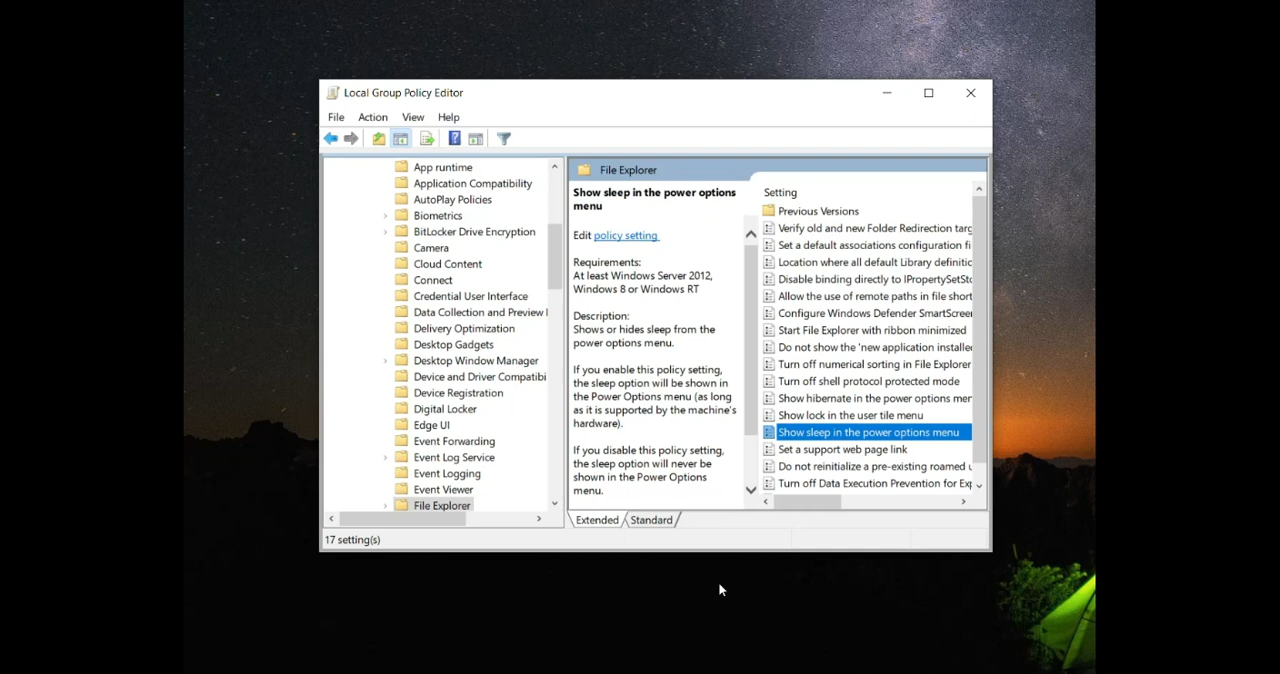 Local Group Policy Editor
File Action View Help
App runtime
Application Compatibility
AutoPlay Policies
Biometrics
BitLocker Drive Encryption
Camera
Cloud Content
Connect
Credential User Interface
Data Collection and Preview
Delivery Optimization
Desktop Gadgets
Desktop Window Manager
Device and Driver Compatibi
Device Registration
Digital Locker
Edge UI
Event Forwarding
Event Log Service
Event Logging
Event Viewer
File Explorer
File Explorer
Show sleep in the power options
menu
Edit policy setting
Requirements:
At least Windows Server 2012,
Windows 8 or Windows RT
Description:
Shows or hides sleep from the
power options menu.
If you enable this policy setting,
the sleep option will be shown in
the Power Options menu (as long
as it is supported by the machine's
hardware).
If you disable this policy setting,
the sleep option will never be
shown in the Power Options
menu.
Setting
Previous Versions
Verify old and new Folder Redirection targ
Set a default associations configuration fi
Location where all default Library definitic
Disable binding directly to IPropertySetSto
Allow the use of remote paths in file short
Configure Windows Defender SmartScreen
Start File Explorer with ribbon minimized
Do not show the 'new application installed
Turn off numerical sorting in File Explorer
Turn off shell protocol protected mode
Show hibernate in the power options mer
Show lock in the user tile menu
Show sleep in the power options menu
Set a support web page link
Do not reinitialize a pre-existing roamed u
Turn off Data Execution Prevention for Exp
Extended Standard
17 setting(s)